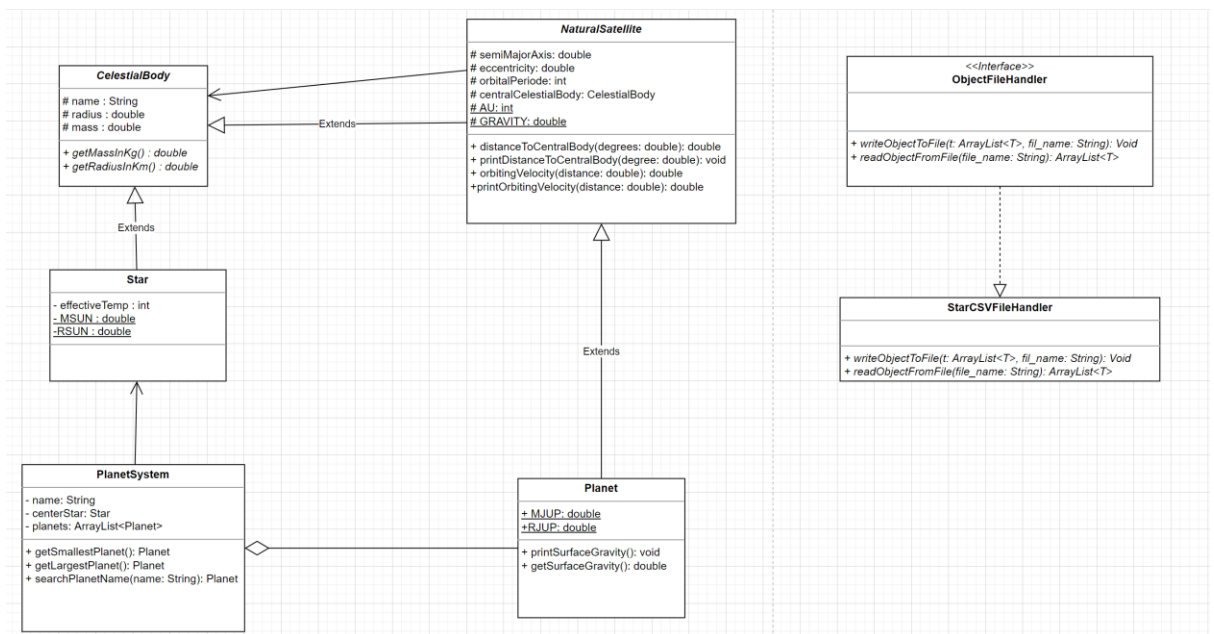 CelestialBody
# name : String
# radius : double
# mass : double
+ getMassInKg() : double
+ getRadiusInKm() : double
Extends
NaturalSatellite
# semiMajorAxis: double
# eccentricity: double
# orbitalPeriode: int
# centralCelestialBody: CelestialBody
# AU: int
# GRAVITY: double
+ distanceToCentralBody(degrees: double): double
+ printDistanceToCentralBody(degree: double): void
+ orbitingVelocity(distance: double): double
+printOrbitingVelocity(distance: double): double
<<Interface>>
ObjectFileHandler
+ writeObjectToFile(t: ArrayList<T>, fil_name: String): Void
+ readObjectFromFile(file_name: String): ArrayList<T>
Extends
Star
- effectiveTemp : int
- MSUN : double
-RSUN : double
StarCSVFileHandler
+ writeObjectToFile(t: ArrayList<T>, fil_name: String): Void
+ readObjectFromFile(file_name: String): ArrayList<T>
Extends
PlanetSystem
- name: String
- centerStar: Star
- planets: ArrayList<Planet>
+ getSmallestPlanet(): Planet
+ getLargestPlanet(): Planet
+ searchPlanetName(name: String): Planet
Planet
+ MJUP: double
+RJUP: double
+ printSurfaceGravity(): void
+ getSurfaceGravity(): double